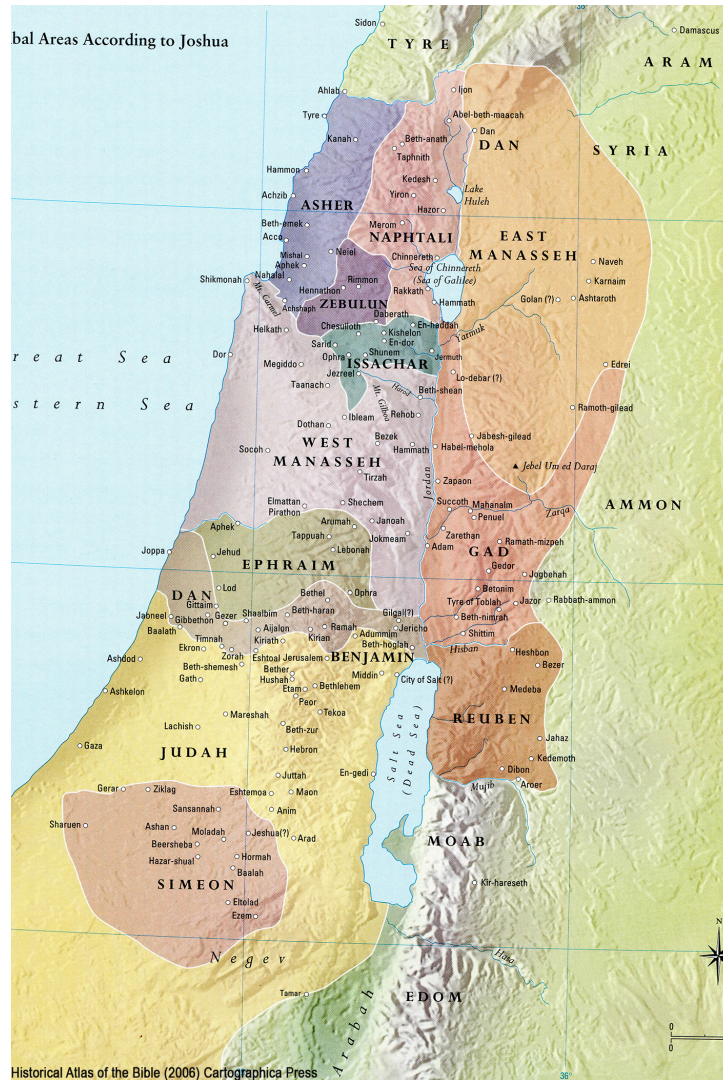 35°
36°
Sidon
TYRE
Damascus
bal Areas According to Joshua
ARAM
Ahlab
Ijon
Tyre
Abel-beth-maacah
Kanah
Beth-anath
Dan
DAN
Taphnith
SYRIA
Hammon
Kedesh
Achzib
Yiron
Lake
Huleh
ASHER
Hazor
Beth-emek
Merom
Acco
NAPHTALI
EAST
MANASSEH
Mishal
Neiel
Chinnereth
Aphek
Sea of Chinnereth
(Sea of Galilee)
Naveh
Shikmonah
Nahalal
Rimmon
Karnaim
Mt. Carmel
Hennathon
Rakkath
Golan (?)
Ashtaroth
Achshaph
ZEBULUN
Hammath
Daberath
Helkath
Chesulloth
En-haddan
Yarmuk
Kishelon
Sarid
En-dor
reat Sea
Dor
Ophra
Shunem
Jermuth
Megiddo
ISSACHAR
Edrei
Jezreel
Lo-debar (?)
Taanach
Mt. Gilboa
Harod
Beth-shean
stern Sea
Ibleam
Rehob
Ramoth-gilead
Dothan
WEST
MANASSEH
Bezek
Jabesh-gilead
Socoh
Hammath
Habel-mehola
Tirzah
Jebel Um ed Daraj
Jordan
Zapaon
Elmattan
Shechem
Succoth
Mahanalm
AMMON
Pirathon
Penuel
Zarqa
Aphek
Arumah
Janoah
Tappuah
Jokmeam
Zarethan
Joppa
Jehud
Lebonah
Adam
Ramath-mizpeh
EPHRAIM
GAD
Gedor
Jogbehah
Lod
DAN
Bethel
Ophra
Betonim
Gittaim
Tyre of Toblah
Jazor
Rabbath-ammon
Jabneel
Gezer
Shaalbim
Beth-haran
Gilgal(?)
Beth-nimrah
Gibbethon
Baalath
Aijalon
Ramah
Jericho
Shittim
Timnah
Kiriath
Kirian
Adummim
Ekron
Zorah
Beth-hoglah
Hisban
Heshbon
Ashdod
Eshtoal
Jerusalem
BENJAMIN
Beth-shemesh
Bether
Middin
City of Salt (?)
Bezer
Gath
Hushah
Ashkelon
Etam
Bethlehem
Medeba
Peor
Mareshah
Tekoa
REUBEN
Lachish
Beth-zur
Salt Sea
(Dead Sea)
Gaza
Jahaz
JUDAH
Hebron
Kedemoth
Juttah
En-gedi
Dibon
Gerar
Ziklag
Eshtemoa
Maon
Mujib
Aroer
Sansannah
Anim
Sharuen
Ashan
Moladah
Jeshua(?)
Arad
MOAB
Beersheba
Hazar-shual
Hormah
Baalah
Kir-hareseth
SIMEON
Eltolad
Ezem
N
Negev
Hasa
Tamar
EDOM
Arabah
0
0
36°
Historical Atlas of the Bible (2006) Cartographica Press